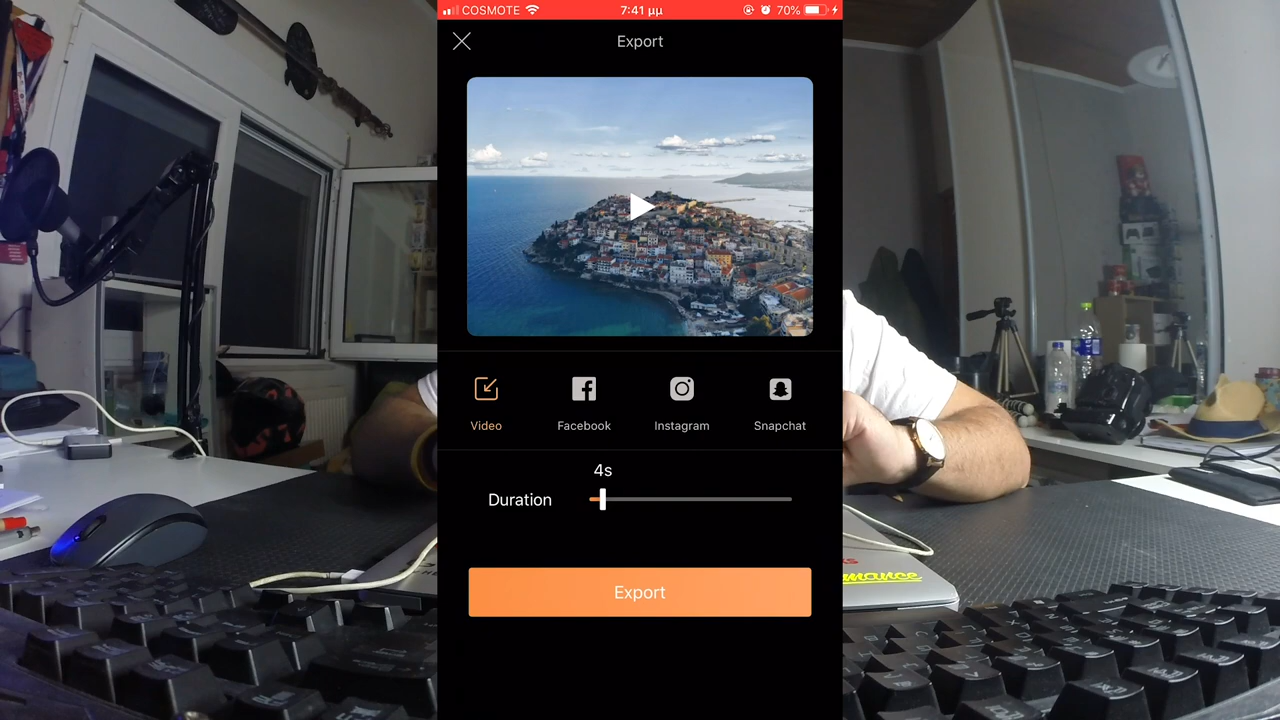 COSMOTE
7:41 μμ
70%
Export
Video
Facebook
Instagram
Snapchat
4s
Duration
Export